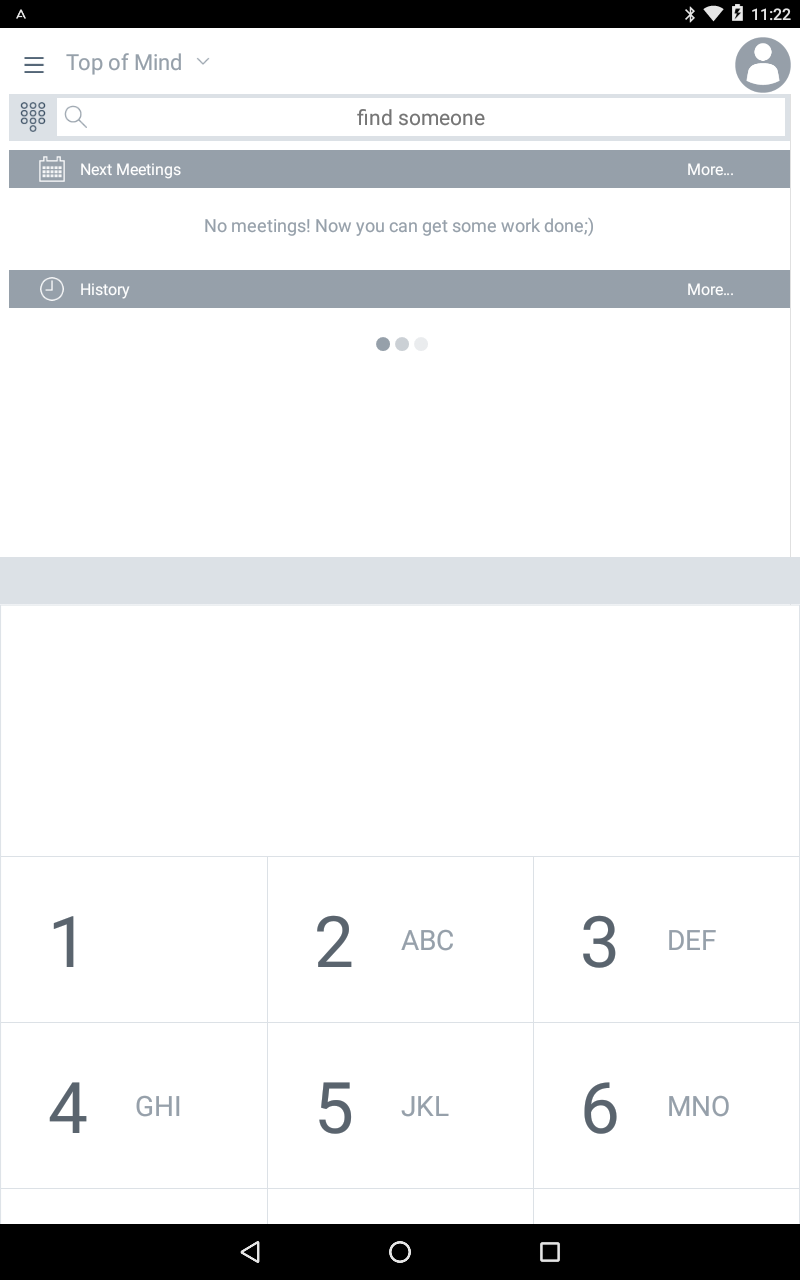 11:22
Top of Mind
find someone
Next Meetings More...
No meetings! Now you can get some work done;)
History More...
1 2 ABC 3 DEF
4 GHI 5 JKL 6 MNO